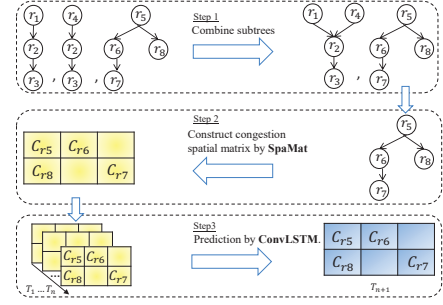 r1 r4 r5 Step 1 r1 r4 r5
Combine subtrees
r2 r2 r6 r8 r2 r6 r8
r3 , r3 , r7 r3 , r7
Step 2
Construct congestion
spatial matrix by SpaMat
r5
Cr5 Cr6 r6 r8
Cr8 Cr7 r7
Step3
Prediction by ConvLSTM.
Cr5 Cr6 Cr5 Cr6
... Cr8 Cr7 Cr8 Cr7
T1 ... Tn Tn+1